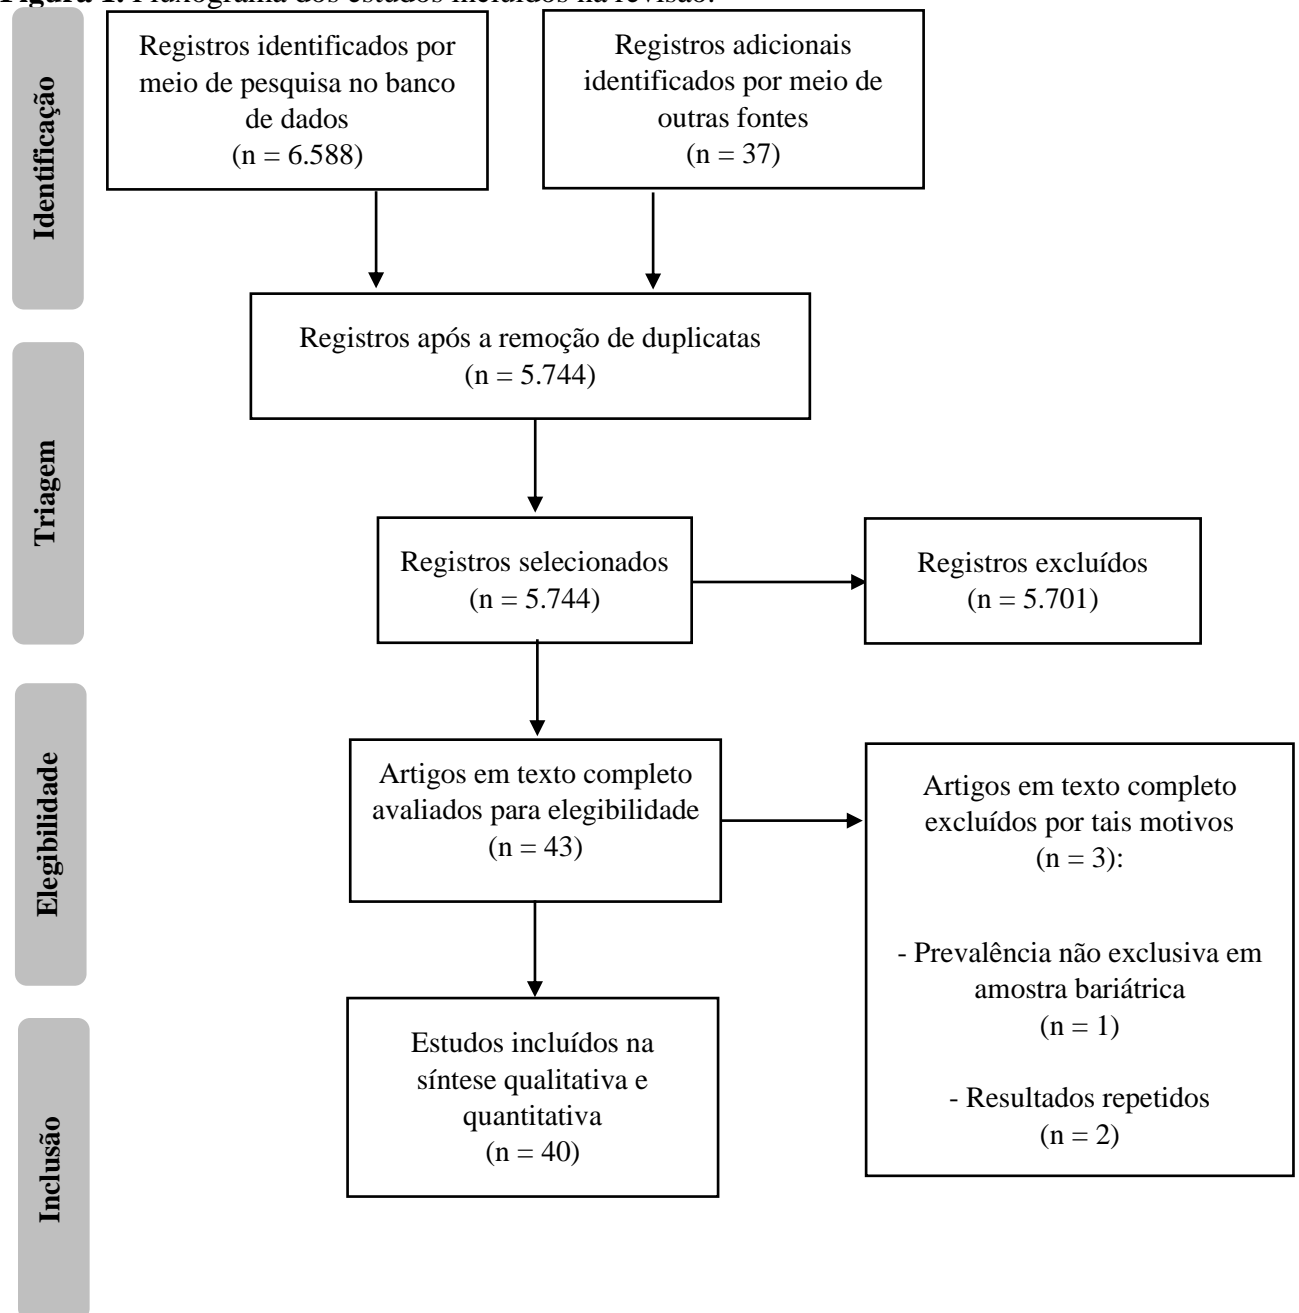 Figura 1. Fluxograma dos estudos incluídos na revisão.
Identificação
Registros identificados por
meio de pesquisa no banco
de dados
(n = 6.588)
Registros adicionais
identificados por meio de
outras fontes
(n = 37)
Registros após a remoção de duplicatas
(n = 5.744)
Triagem
Registros selecionados
(n = 5.744)
Registros excluídos
(n = 5.701)
Elegibilidade
Artigos em texto completo
avaliados para elegibilidade
(n = 43)
Artigos em texto completo
excluídos por tais motivos
(n = 3):
- Prevalência não exclusiva em
amostra bariátrica
(n = 1)
- Resultados repetidos
(n = 2)
Inclusão
Estudos incluídos na
síntese qualitativa e
quantitativa
(n = 40)